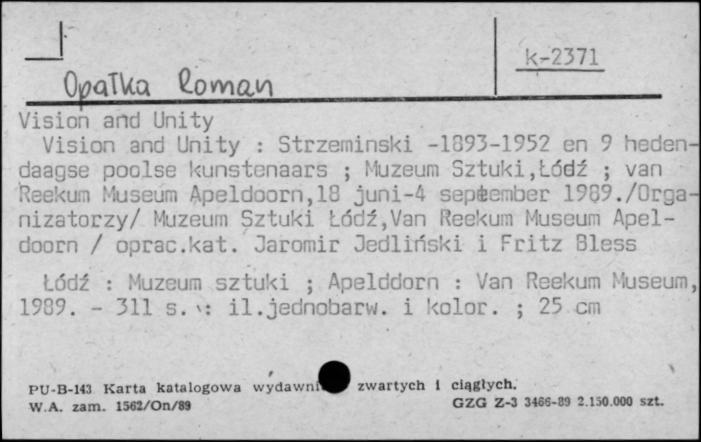 k-2371
Opałka Roman
Vision and Unity
Vision and Unity : Strzeminski -1893-1952 en 9 heden-
daagse poolse kunstenaars ; Muzeum Sztuki,Łódź ; van
Reekum Museum Apeldoorn,18 juni-4 september 1989./Orga-
nizatorzy/ Muzeum Sztuki Łódź,Van Reekum Museum Apel-
doorn / oprac.kat. Jaromir Jedliński i Fritz Bless
Łódź : Muzeum sztuki ; Apelddorn : Van Reekum Museum,
1989. - 311 s. : il.jednobarw. i kolor. ; 25 cm
PU-B-143 Karta katalogowa zwartych i ciągłych.
W.A. zam. 1562/On/89 GZG Z-3 3466-89 2.150.000 szt.